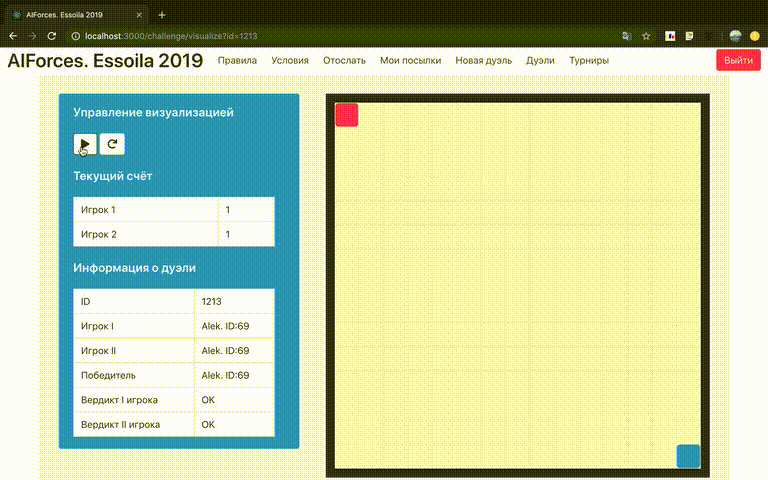 AIForces. Essoila 2019
localhost:3000/challenge/visualize?id=1213
AIForces. Essoila 2019 Правила Условия Отослать Мои посылки Новая дуэль Дуэли Турниры Выйти
Управление визуализацией
Текущий счёт
Игрок 1 1
Игрок 2 1
Информация о дуэли
ID 1213
Игрок I Alek. ID:69
Игрок II Alek. ID:69
Победитель Alek. ID:69
Вердикт I игрока OK
Вердикт II игрока OK